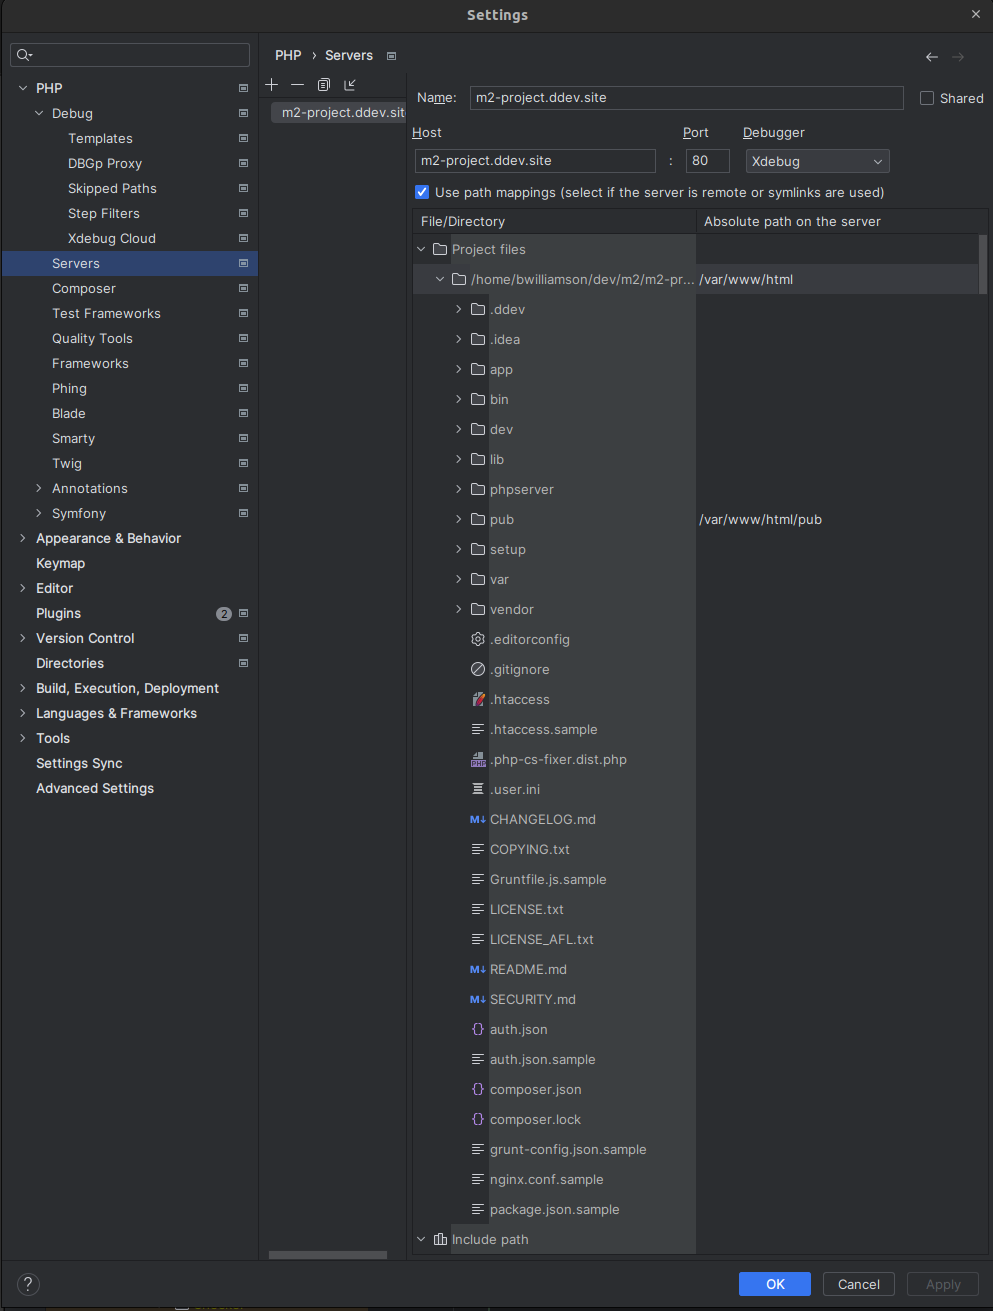 Settings
PHP
Debug
Templates
DBGp Proxy
Skipped Paths
Step Filters
Xdebug Cloud
Servers
Composer
Test Frameworks
Quality Tools
Frameworks
Phing
Blade
Smarty
Twig
Annotations
Symfony
Appearance & Behavior
Keymap
Editor
Plugins 2
Version Control
Directories
Build, Execution, Deployment
Languages & Frameworks
Tools
Settings Sync
Advanced Settings
PHP › Servers
m2-project.ddev.sit
Name: m2-project.ddev.site Shared
Host Port Debugger
m2-project.ddev.site : 80 Xdebug
Use path mappings (select if the server is remote or symlinks are used)
File/Directory Absolute path on the server
Project files
/home/bwilliamson/dev/m2/m2-pr... /var/www/html
.ddev
.idea
app
bin
dev
lib
phpserver
pub /var/www/html/pub
setup
var
vendor
.editorconfig
.gitignore
.htaccess
.htaccess.sample
.php-cs-fixer.dist.php
.user.ini
CHANGELOG.md
COPYING.txt
Gruntfile.js.sample
LICENSE.txt
LICENSE_AFL.txt
README.md
SECURITY.md
auth.json
auth.json.sample
composer.json
composer.lock
grunt-config.json.sample
nginx.conf.sample
package.json.sample
Include path
? OK Cancel Apply